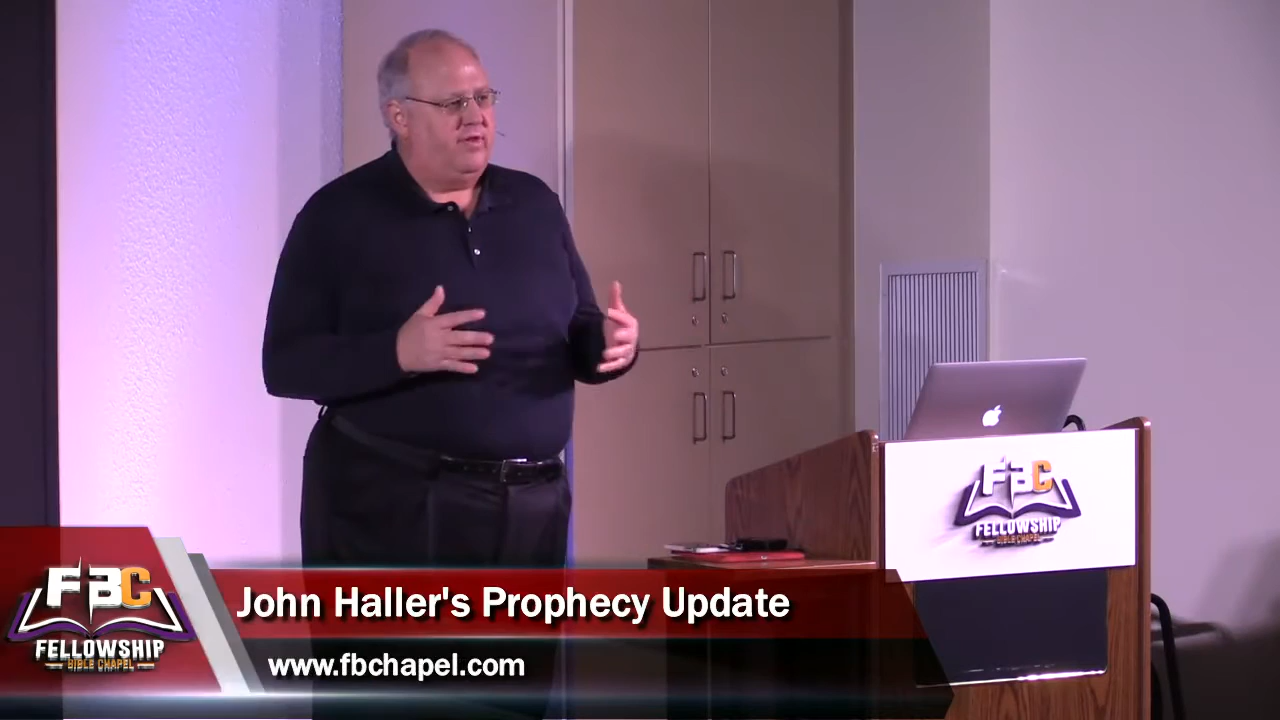 FBC
FELLOWSHIP
BIBLE CHAPEL
FBC
FELLOWSHIP
BIBLE CHAPEL
John Haller's Prophecy Update
www.fbchapel.com